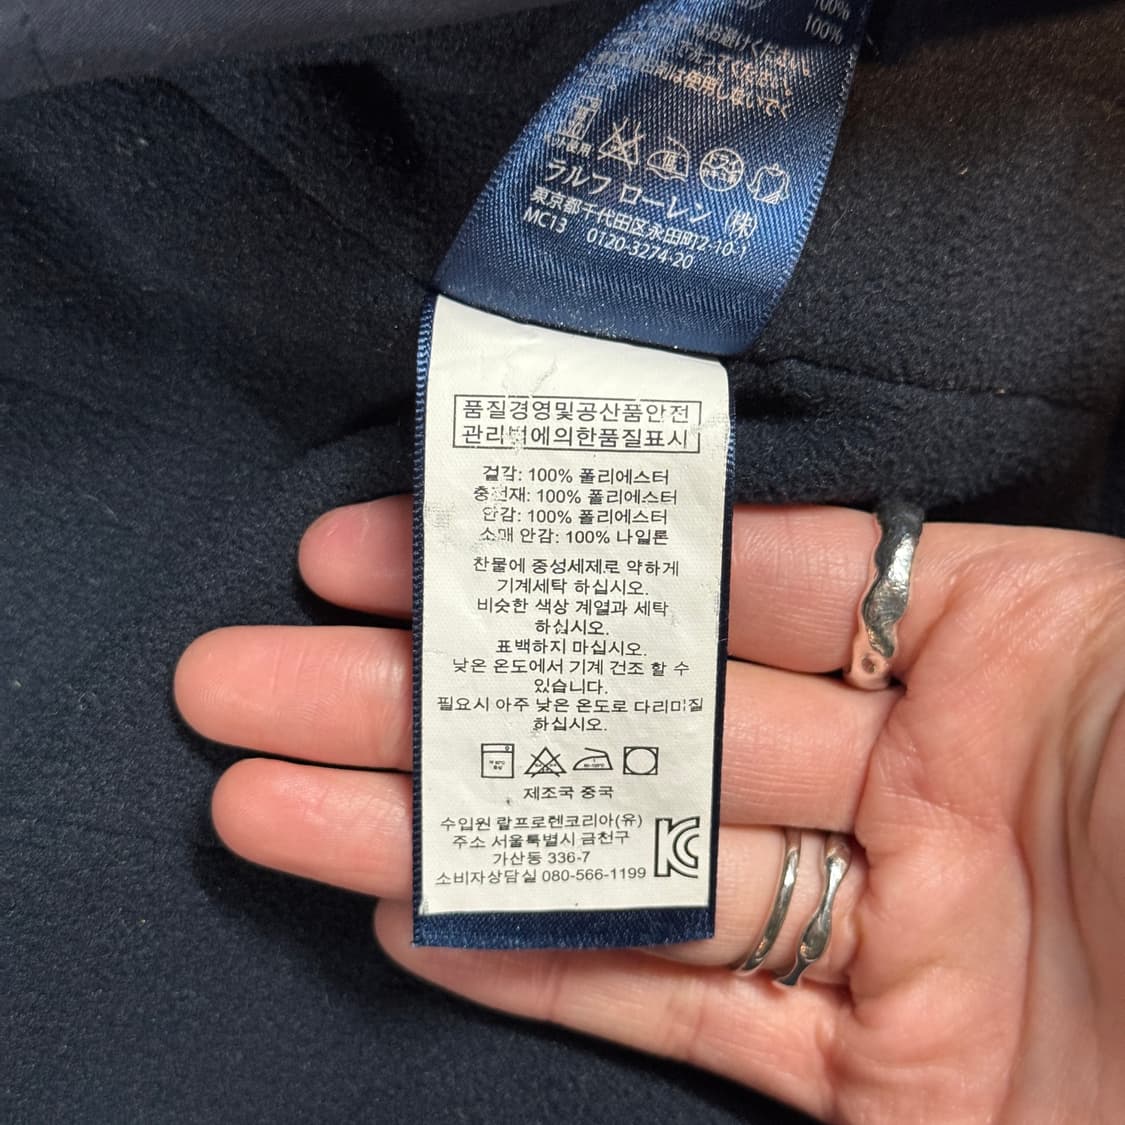 100%
100%
ラルフ ローレン (株)
東京都千代田区永田町2-10-1
MC13 0120-3274-20
품질경영및공산품안전
관리법에의한품질표시
겉감: 100% 폴리에스터
충전재: 100% 폴리에스터
안감: 100% 폴리에스터
소매 안감: 100% 나일론
찬물에 중성세제로 약하게
기계세탁 하십시오.
비슷한 색상 계열과 세탁
하십시오.
표백하지 마십시오.
낮은 온도에서 기계 건조 할 수
있습니다.
필요시 아주 낮은 온도로 다리미질
하십시오.
제조국 중국
수입원 랄프로렌코리아(유)
주소 서울특별시 금천구
가산동 336-7
소비자상담실 080-566-1199